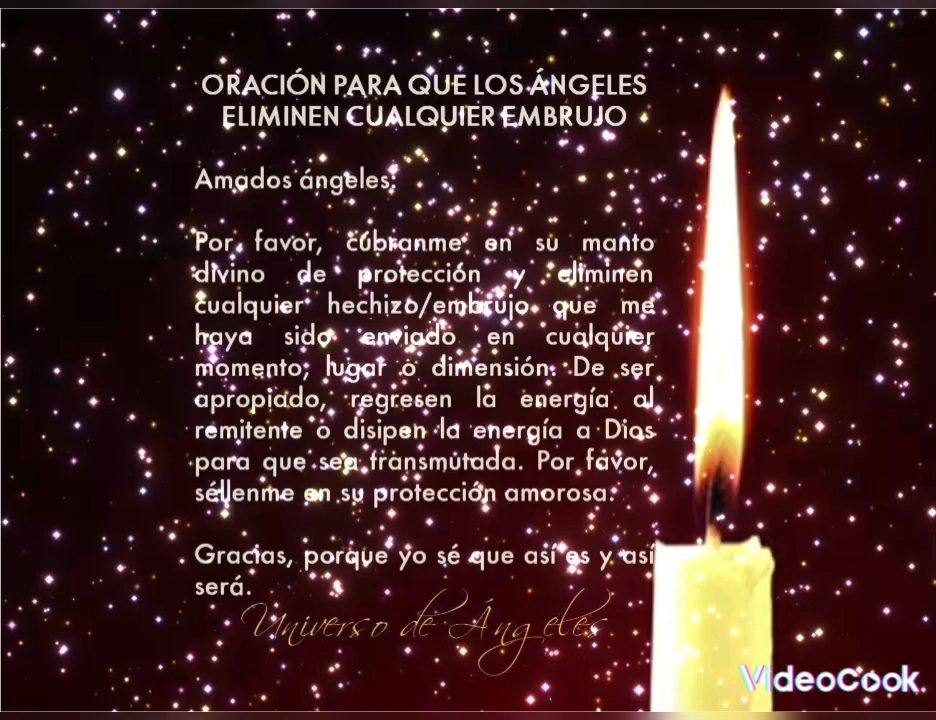 ORACIÓN PARA QUE LOS ÁNGELES
ELIMINEN CUALQUIER EMBRUJO
Amados ángeles:
Por favor, cúbranme en su manto
divino de protección y eliminen
cualquier hechizo/embrujo que me
haya sido enviado en cualquier
momento, lugar o dimensión. De ser
apropiado, regresen la energía al
remitente o disipen la energía a Dios
para que sea transmutada. Por favor,
séllenme en su protección amorosa.
Gracias, porque yo sé que así es y así
será.
Universo de Ángeles
VideoCook